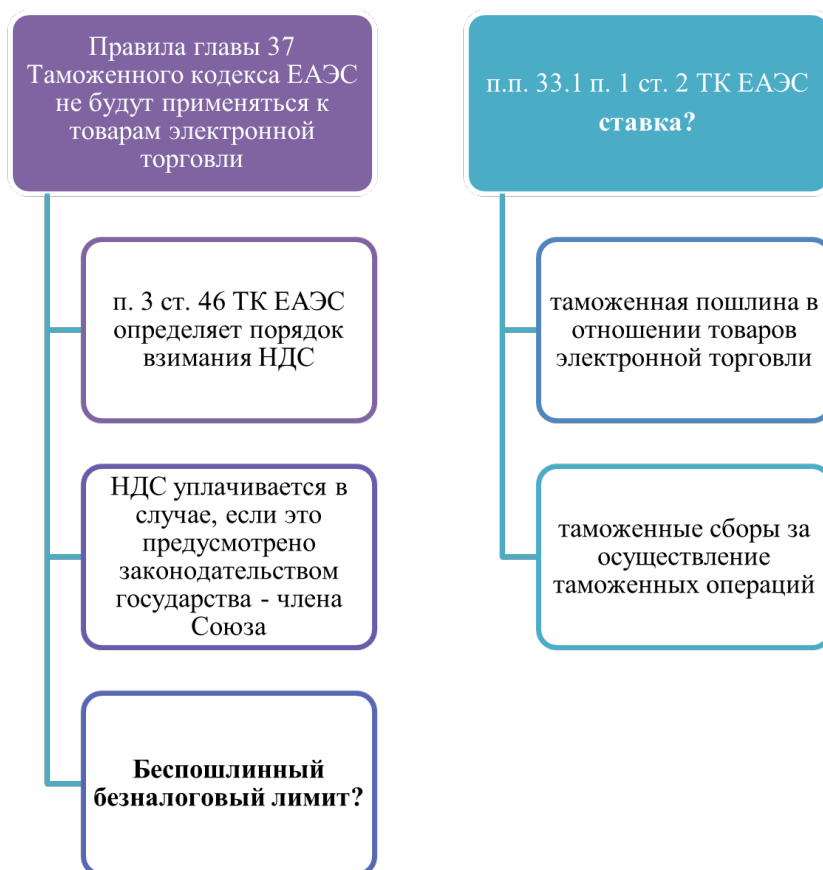 Правила главы 37
Таможенного кодекса ЕАЭС
не будут применяться к
товарам электронной
торговли
п. 3 ст. 46 ТК ЕАЭС
определяет порядок
взимания НДС
НДС уплачивается в
случае, если это
предусмотрено
законодательством
государства - члена
Союза
Беспошлинный
безналоговый лимит?
п.п. 33.1 п. 1 ст. 2 ТК ЕАЭС
ставка?
таможенная пошлина в
отношении товаров
электронной торговли
таможенные сборы за
осуществление
таможенных операций